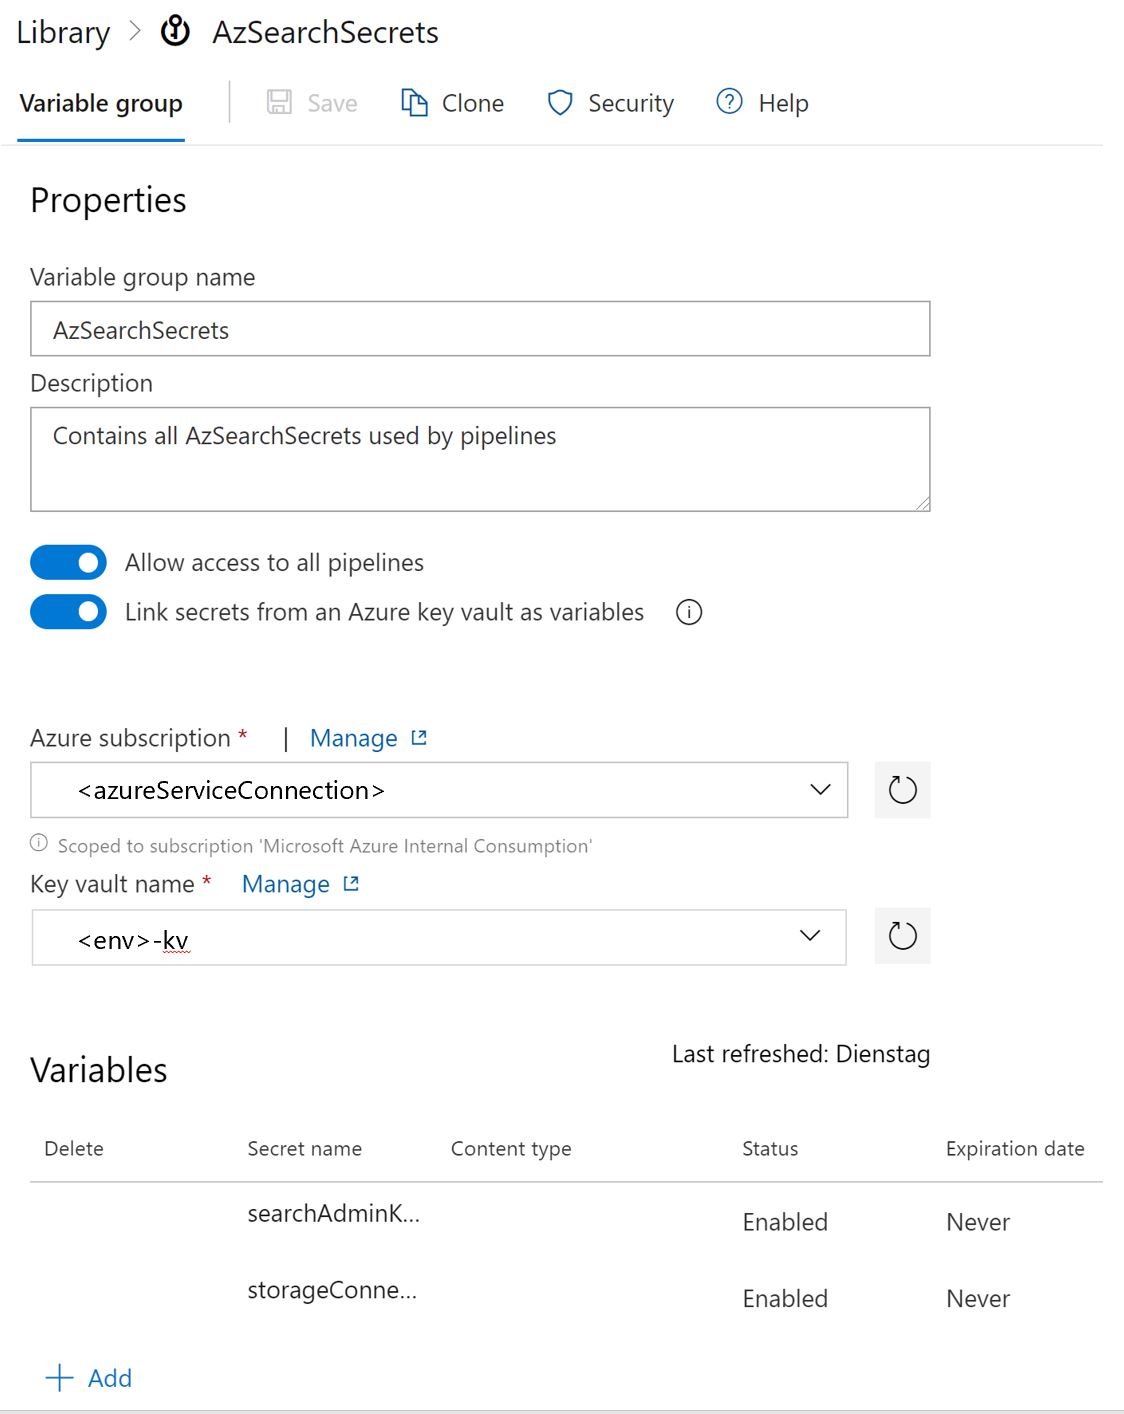 Library > AzSearchSecrets
Variable group Save Clone Security Help
Properties
Variable group name
AzSearchSecrets
Description
Contains all AzSearchSecrets used by pipelines
Allow access to all pipelines
Link secrets from an Azure key vault as variables
Azure subscription * | Manage
<azureServiceConnection>
Scoped to subscription 'Microsoft Azure Internal Consumption'
Key vault name * Manage
<env>-kv
Last refreshed: Dienstag
Variables
Delete Secret name Content type Status Expiration date
searchAdminK... Enabled Never
storageConne... Enabled Never
+ Add